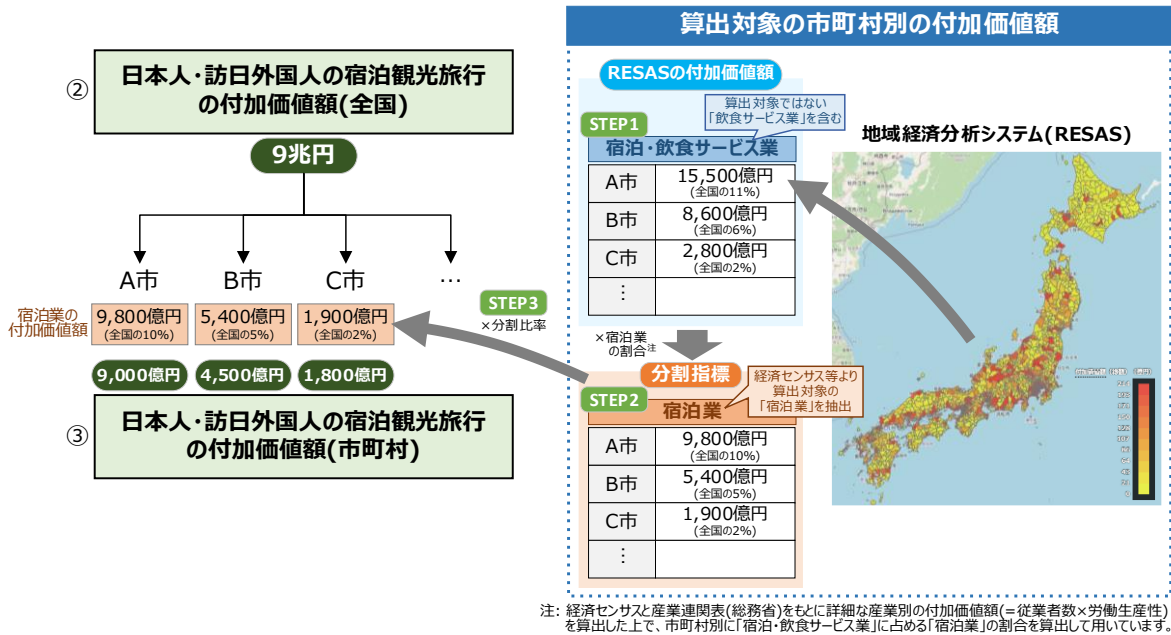 ②
日本人・訪日外国人の宿泊観光旅行
の付加価値額(全国)
9兆円
A市
B市
C市
…
宿泊業の
付加価値額
9,800億円
(全国の10%)
5,400億円
(全国の5%)
1,900億円
(全国の2%)
STEP3
×分割比率
9,000億円
4,500億円
1,800億円
③
日本人・訪日外国人の宿泊観光旅行
の付加価値額(市町村)
算出対象の市町村別の付加価値額
RESASの付加価値額
算出対象ではない
「飲食サービス業」を含む
STEP1
宿泊・飲食サービス業
A市
15,500億円
(全国の11%)
B市
8,600億円
(全国の6%)
C市
2,800億円
(全国の2%)
⋮
×宿泊業
の割合注
分割指標
経済センサス等より
算出対象の
「宿泊業」を抽出
STEP2
宿泊業
A市
9,800億円
(全国の10%)
B市
5,400億円
(全国の5%)
C市
1,900億円
(全国の2%)
⋮
地域経済分析システム(RESAS)
注: 経済センサスと産業連関表(総務省)をもとに詳細な産業別の付加価値額(=従業者数×労働生産性)
を算出した上で、市町村別に「宿泊・飲食サービス業」に占める「宿泊業」の割合を算出して用いています。